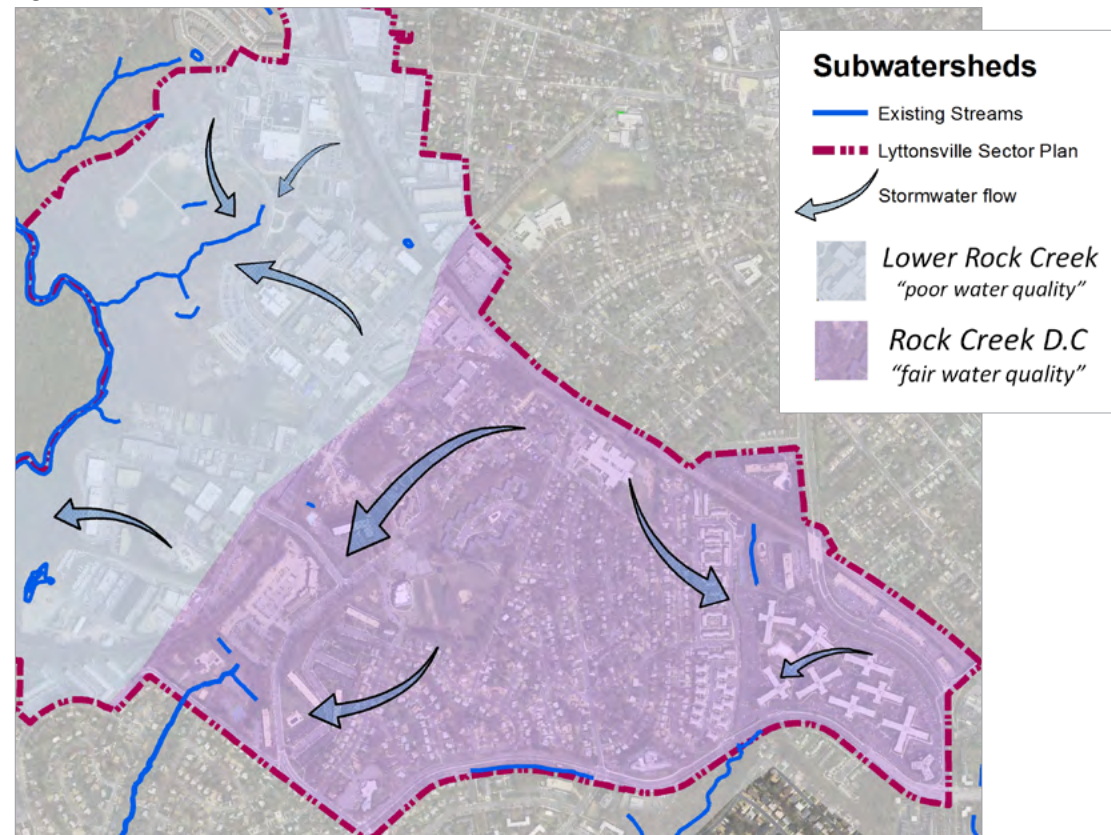 Subwatersheds
Existing Streams
Lyttonsville Sector Plan
Stormwater flow
Lower Rock Creek
“poor water quality”
Rock Creek D.C
“fair water quality”